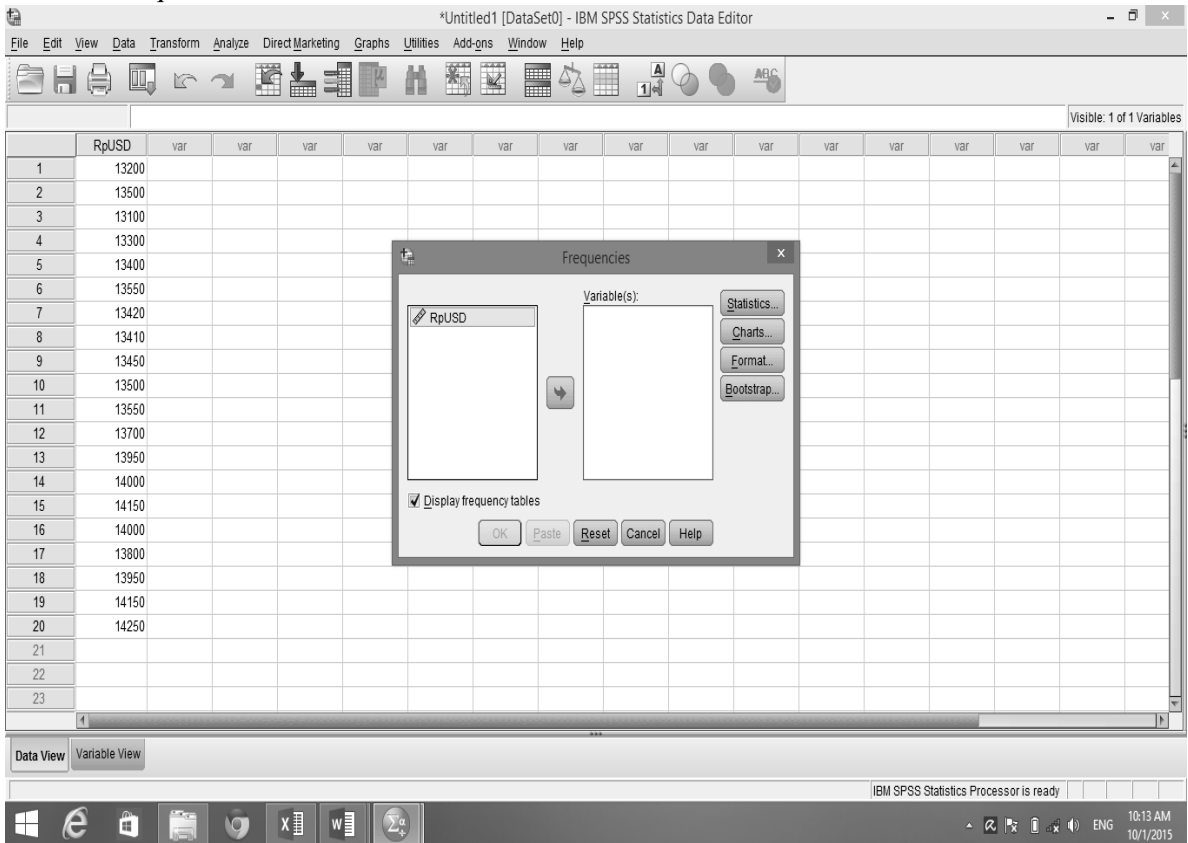 *Untitled1 [DataSet0] - IBM SPSS Statistics Data Editor
File Edit View Data Transform Analyze Direct Marketing Graphs Utilities Add-ons Window Help
Visible: 1 of 1 Variables
RpUSD var var var var var var var var var var var var var var var
1 13200
2 13500
3 13100
4 13300
5 13400
6 13550
7 13420
8 13410
9 13450
10 13500
11 13550
12 13700
13 13950
14 14000
15 14150
16 14000
17 13800
18 13950
19 14150
20 14250
21
22
23
Frequencies
Variable(s):
RpUSD
Statistics...
Charts...
Format...
Bootstrap...
Display frequency tables
OK Paste Reset Cancel Help
Data View Variable View
IBM SPSS Statistics Processor is ready
ENG 10:13 AM
10/1/2015